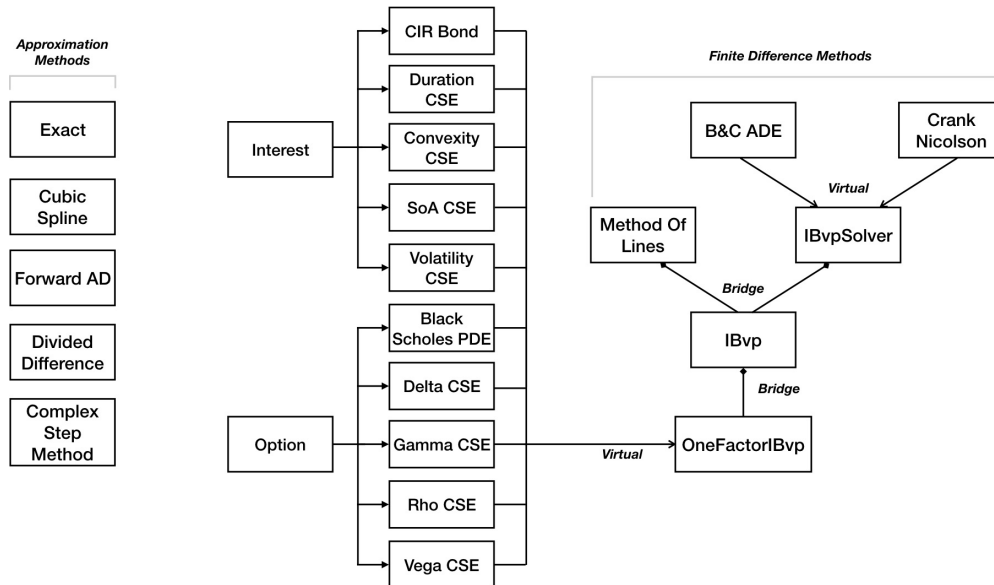 Approximation
Methods
Exact
Cubic
Spline
Forward AD
Divided
Difference
Complex
Step
Method
Interest
Option
CIR Bond
Duration
CSE
Convexity
CSE
SoA CSE
Volatility
CSE
Black
Scholes PDE
Delta CSE
Gamma CSE
Rho CSE
Vega CSE
Virtual
Finite Difference Methods
B&C ADE
Crank
Nicolson
Virtual
Method Of
Lines
IBvpSolver
Bridge
IBvp
Bridge
OneFactorIBvp